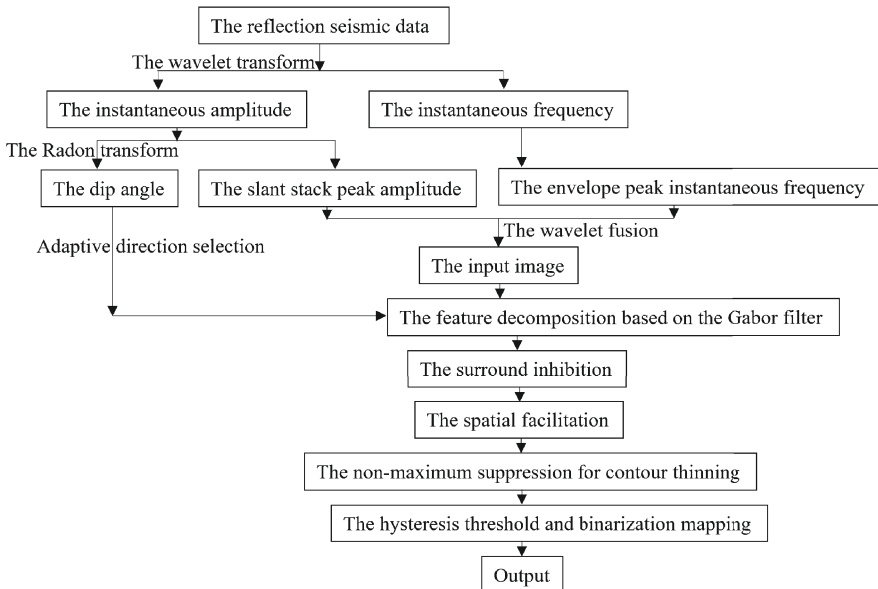 The reflection seismic data
The wavelet transform
The instantaneous amplitude
The instantaneous frequency
The Radon transform
The dip angle
The slant stack peak amplitude
The envelope peak instantaneous frequency
The wavelet fusion
Adaptive direction selection
The input image
The feature decomposition based on the Gabor filter
The surround inhibition
The spatial facilitation
The non-maximum suppression for contour thinning
The hysteresis threshold and binarization mapping
Output